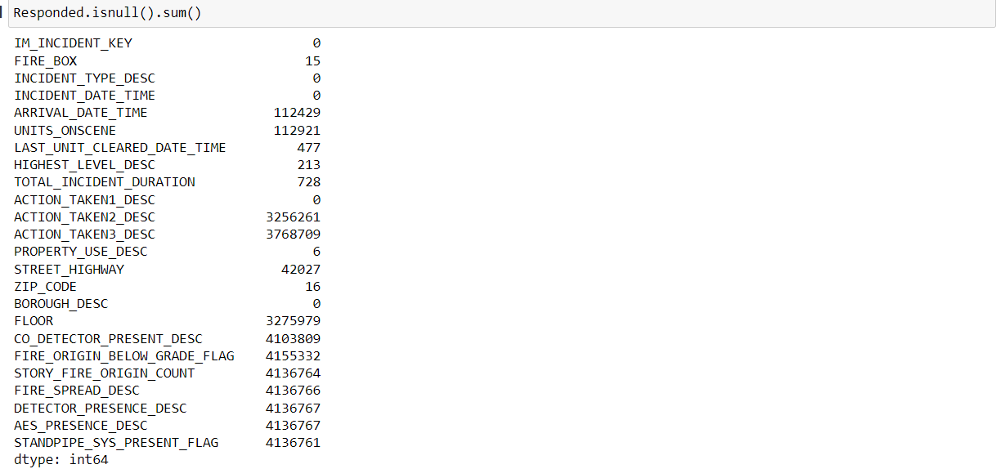 Responded.isnull().sum()
IM_INCIDENT_KEY 0
FIRE_BOX 15
INCIDENT_TYPE_DESC 0
INCIDENT_DATE_TIME 0
ARRIVAL_DATE_TIME 112429
UNITS_ONSCENE 112921
LAST_UNIT_CLEARED_DATE_TIME 477
HIGHEST_LEVEL_DESC 213
TOTAL_INCIDENT_DURATION 728
ACTION_TAKEN1_DESC 0
ACTION_TAKEN2_DESC 3256261
ACTION_TAKEN3_DESC 3768709
PROPERTY_USE_DESC 6
STREET_HIGHWAY 42027
ZIP_CODE 16
BOROUGH_DESC 0
FLOOR 3275979
CO_DETECTOR_PRESENT_DESC 4103809
FIRE_ORIGIN_BELOW_GRADE_FLAG 4155332
STORY_FIRE_ORIGIN_COUNT 4136764
FIRE_SPREAD_DESC 4136766
DETECTOR_PRESENCE_DESC 4136767
AES_PRESENCE_DESC 4136767
STANDPIPE_SYS_PRESENT_FLAG 4136761
dtype: int64